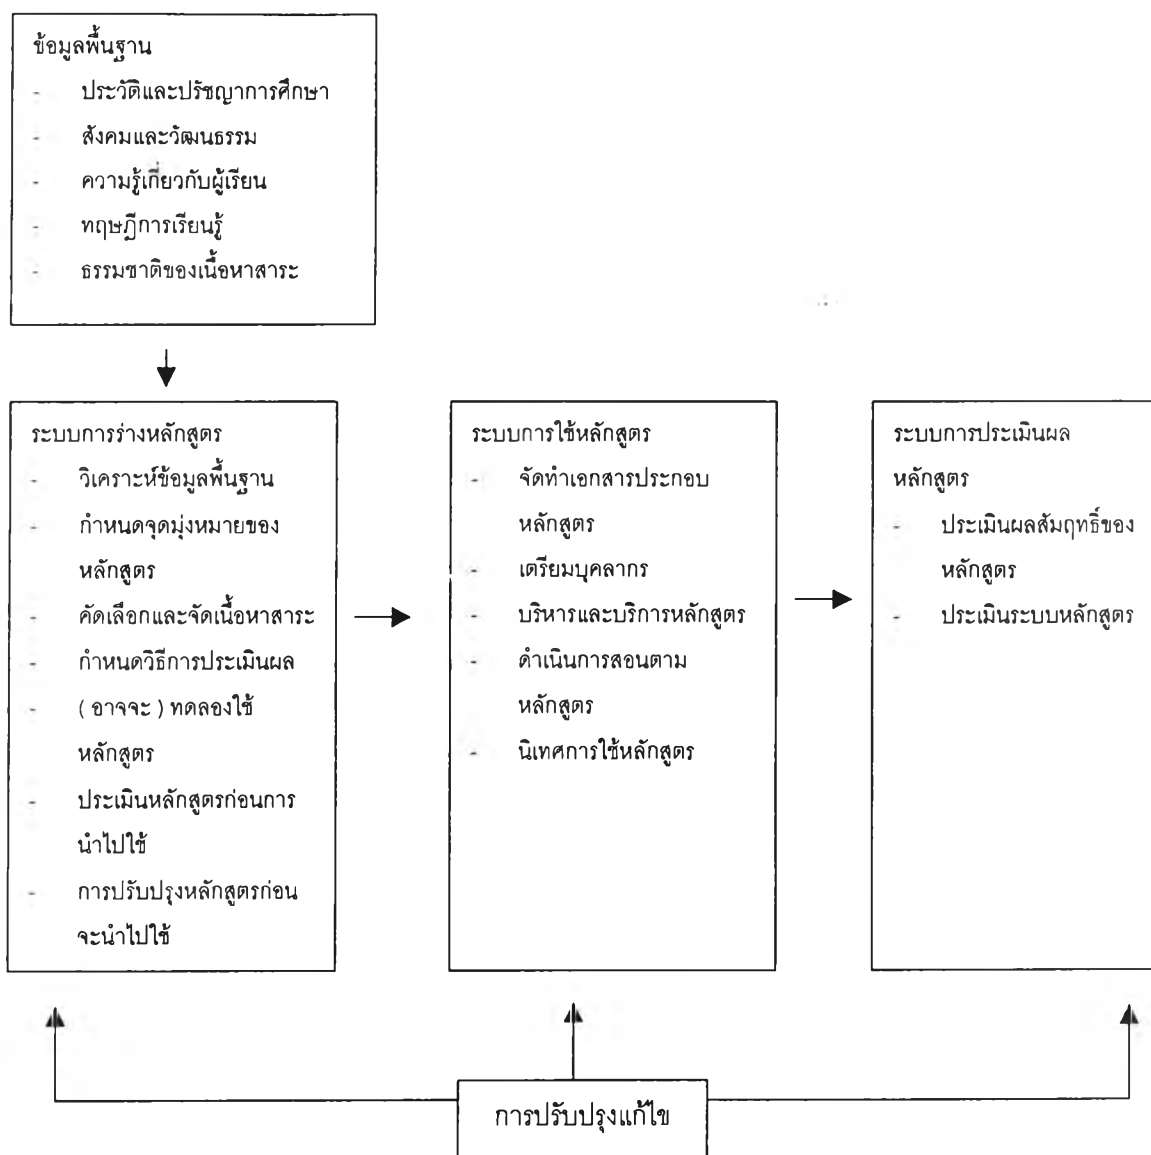 ข้อมูลพื้นฐาน
- ประวัติและปรัชญาการศึกษา
- สังคมและวัฒนธรรม
- ความรู้เกี่ยวกับผู้เรียน
- ทฤษฎีการเรียนรู้
- ธรรมชาติของเนื้อหาสาระ
ระบบการร่างหลักสูตร
- วิเคราะห์ข้อมูลพื้นฐาน
- กำหนดจุดมุ่งหมายของ
หลักสูตร
- คัดเลือกและจัดเนื้อหาสาระ
- กำหนดวิธีการประเมินผล
- ( อาจจะ ) ทดลองใช้
หลักสูตร
- ประเมินหลักสูตรก่อนการ
นำไปใช้
- การปรับปรุงหลักสูตรก่อน
จะนำไปใช้
ระบบการใช้หลักสูตร
- จัดทำเอกสารประกอบ
หลักสูตร
- เตรียมบุคลากร
- บริหารและบริการหลักสูตร
- ดำเนินการสอนตาม
หลักสูตร
- นิเทศการใช้หลักสูตร
ระบบการประเมินผล
หลักสูตร
- ประเมินผลสัมฤทธิ์ของ
หลักสูตร
- ประเมินระบบหลักสูตร
การปรับปรุงแก้ไข